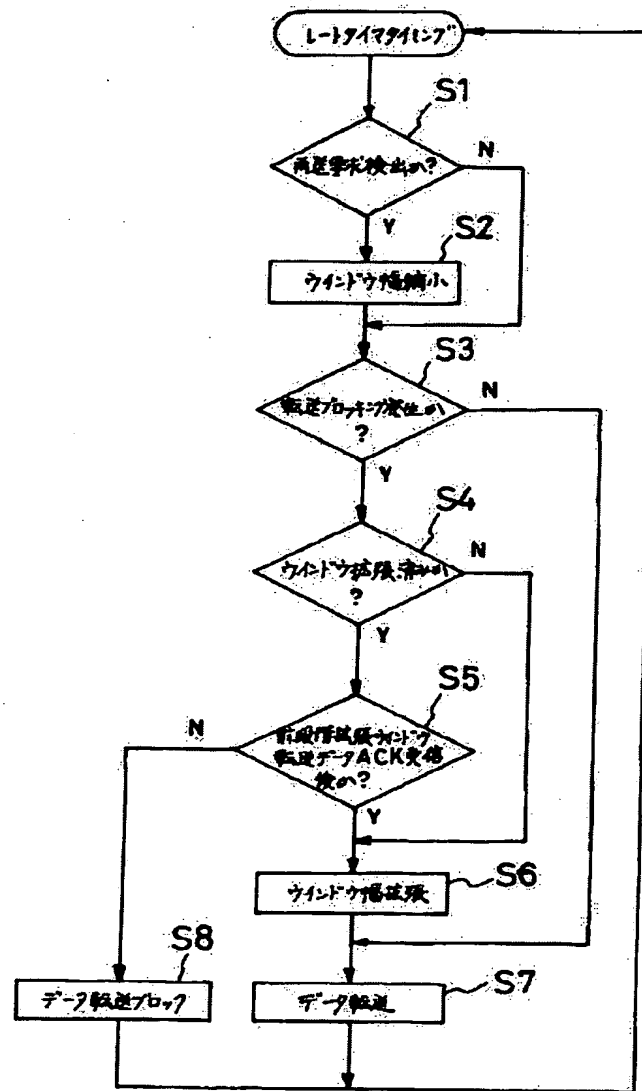 レートタイマタイミング
S1
再送要求検出か?
N
Y
S2
ウインドウ幅縮小
S3
転送ブロッキング発生か
?
N
Y
S4
ウインドウ拡張済みか
?
N
Y
S5
前段階拡張ウインドウ
転送データACK受信
後か?
N
Y
S6
ウインドウ幅拡張
S8
データ転送ブロック
S7
データ転送